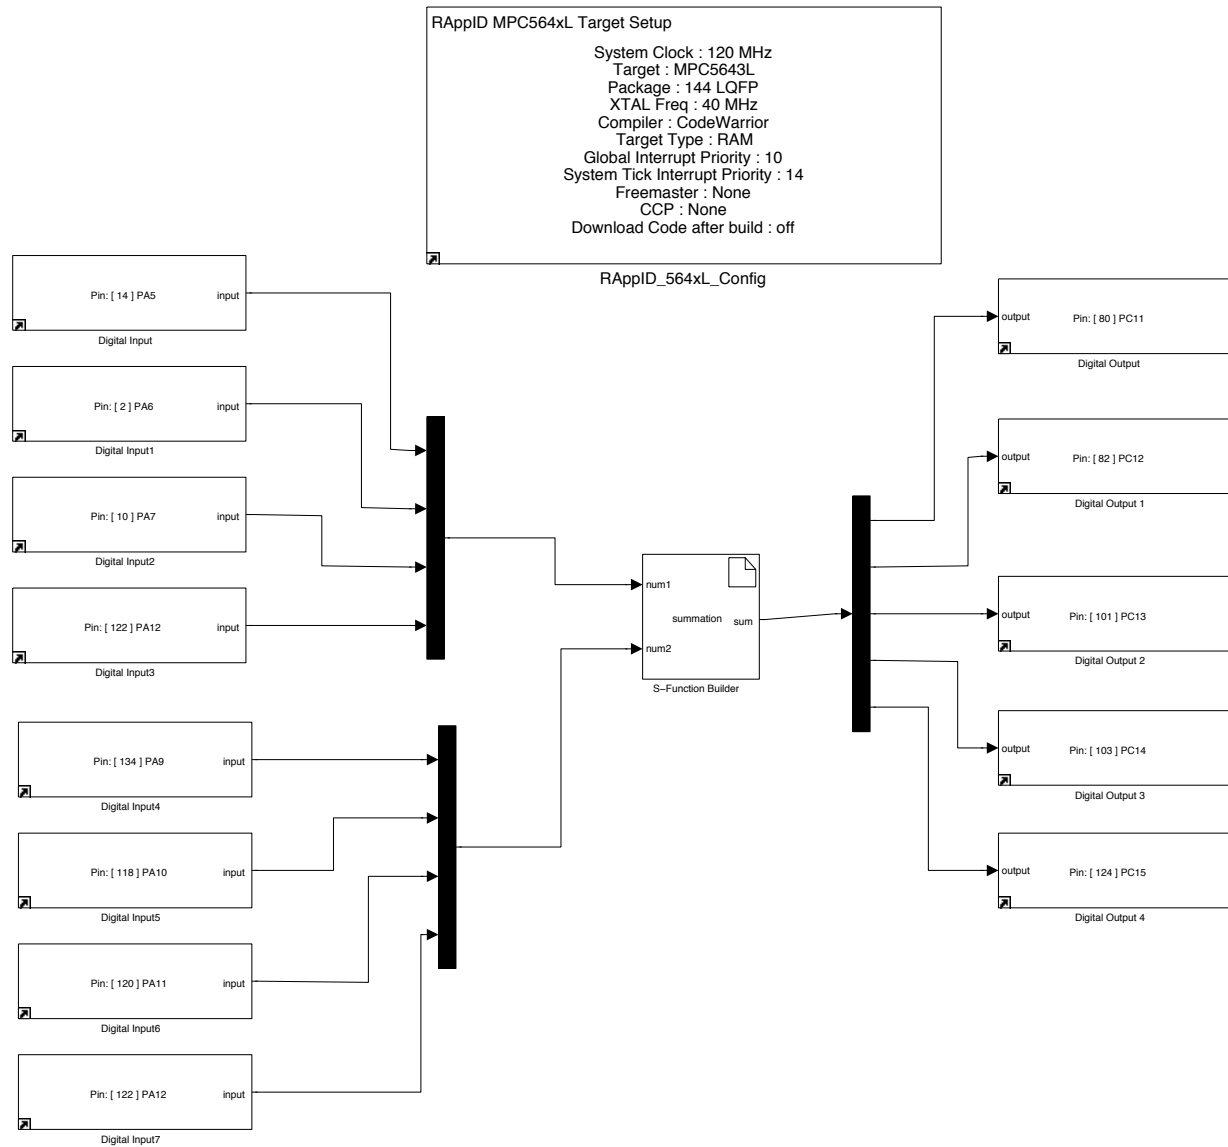 RAppID MPC564xL Target Setup
System Clock : 120 MHz
Target : MPC5643L
Package : 144 LQFP
XTAL Freq : 40 MHz
Compiler : CodeWarrior
Target Type : RAM
Global Interrupt Priority : 10
System Tick Interrupt Priority : 14
Freemaster : None
CCP : None
Download Code after build : off
RAppID_564xL_Config
Pin: [ 14 ] PA5 input
Digital Input
Pin: [ 2 ] PA6 input
Digital Input1
Pin: [ 10 ] PA7 input
Digital Input2
Pin: [ 122 ] PA12 input
Digital Input3
Pin: [ 134 ] PA9 input
Digital Input4
Pin: [ 118 ] PA10 input
Digital Input5
Pin: [ 120 ] PA11 input
Digital Input6
Pin: [ 122 ] PA12 input
Digital Input7
num1
summation sum
num2
S−Function Builder
output Pin: [ 80 ] PC11
Digital Output
output Pin: [ 82 ] PC12
Digital Output 1
output Pin: [ 101 ] PC13
Digital Output 2
output Pin: [ 103 ] PC14
Digital Output 3
output Pin: [ 124 ] PC15
Digital Output 4